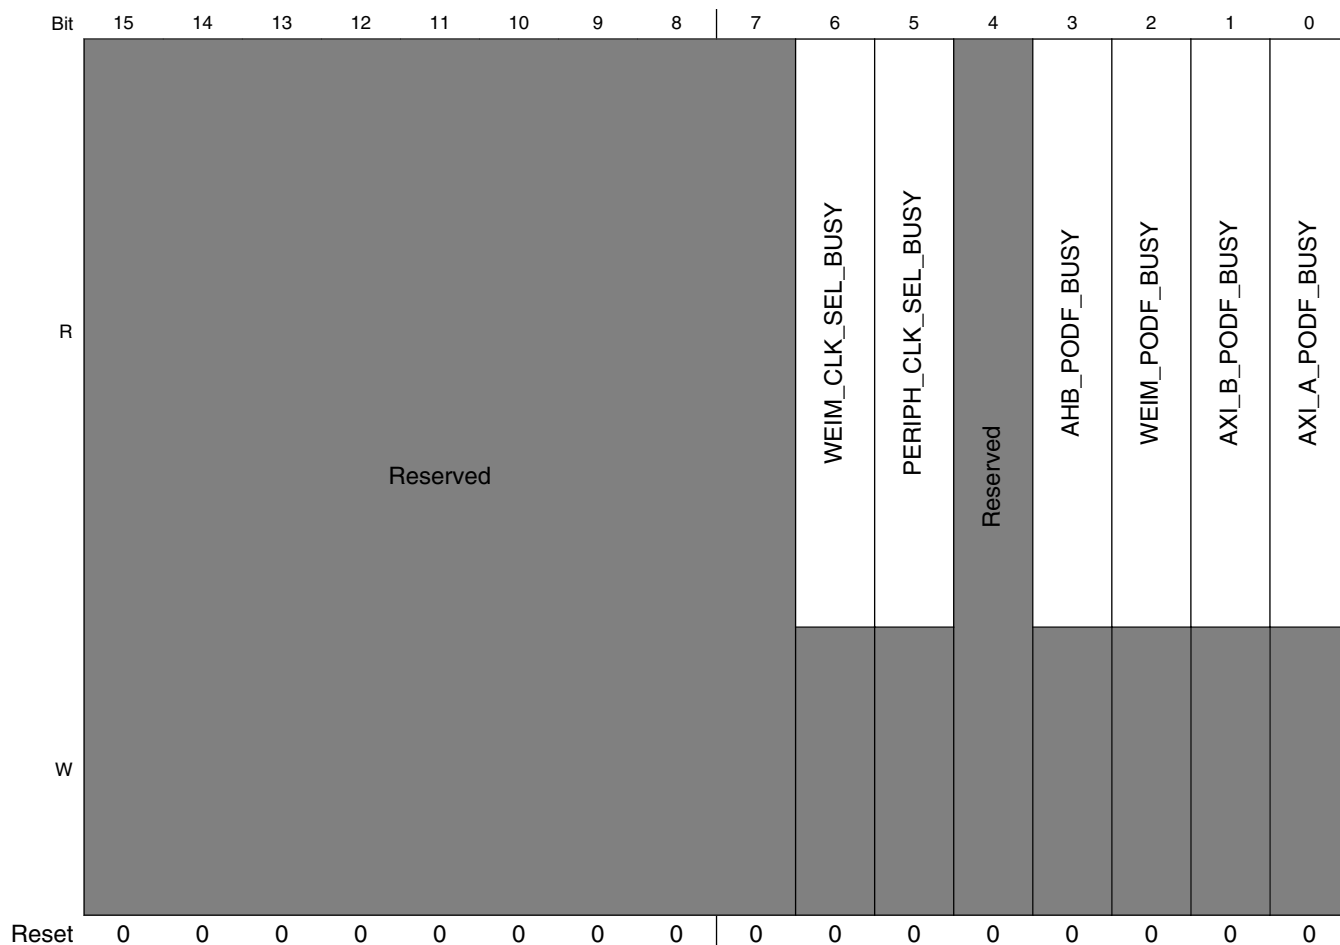 Bit 15 14 13 12 11 10 9 8 7 6 5 4 3 2 1 0
R
Reserved
WEIM_CLK_SEL_BUSY
PERIPH_CLK_SEL_BUSY
Reserved
AHB_PODF_BUSY
WEIM_PODF_BUSY
AXI_B_PODF_BUSY
AXI_A_PODF_BUSY
W
Reset 0 0 0 0 0 0 0 0 0 0 0 0 0 0 0 0